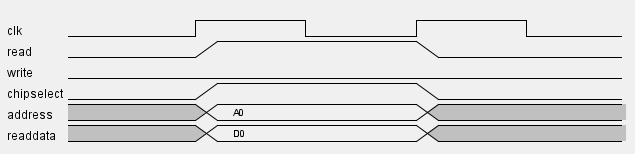 clk
read
write
chipselect
address A0
readdata D0